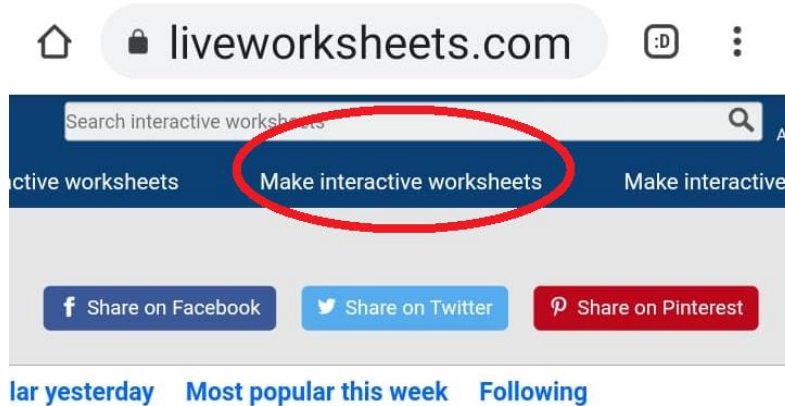 liveworksheets.com :D
Search interactive worksheets
A
active worksheets Make interactive worksheets Make interactive
f Share on Facebook Share on Twitter Share on Pinterest
lar yesterday Most popular this week Following